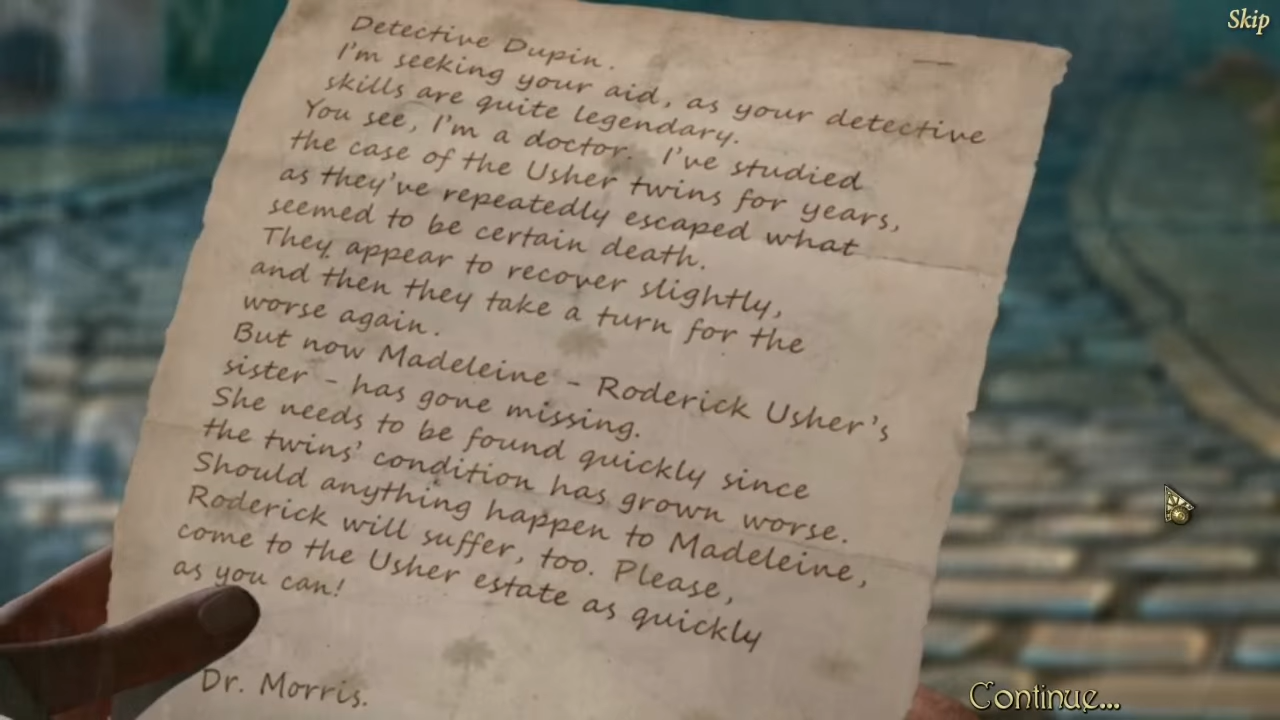 Skip
Detective Dupin.
I'm seeking your aid, as your detective
skills are quite legendary.
You see, I'm a doctor. I've studied
the case of the Usher twins for years,
as they've repeatedly escaped what
seemed to be certain death.
They appear to recover slightly,
and then they take a turn for the
worse again.
But now Madeleine - Roderick Usher's
sister - has gone missing.
She needs to be found quickly since
the twins' condition has grown worse.
Should anything happen to Madeleine,
Roderick will suffer, too. Please,
come to the Usher estate as quickly
as you can!
Dr. Morris.
Continue...